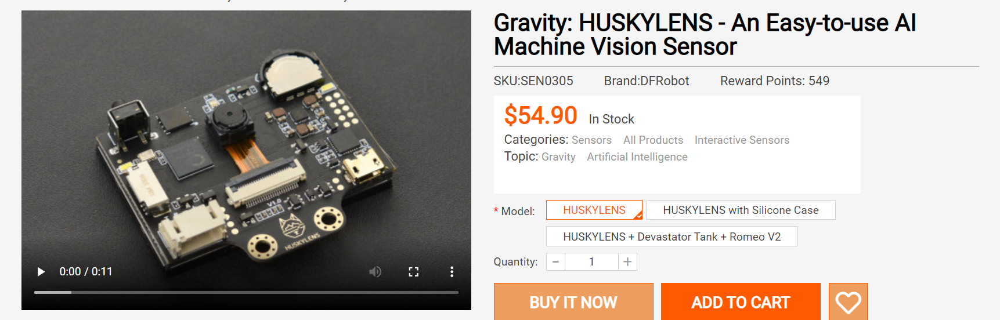 Gravity: HUSKYLENS - An Easy-to-use AI
Machine Vision Sensor
SKU:SEN0305 Brand:DFRobot Reward Points: 549
$54.90 In Stock
Categories: Sensors All Products Interactive Sensors
Topic: Gravity Artificial Intelligence
* Model: HUSKYLENS HUSKYLENS with Silicone Case
HUSKYLENS + Devastator Tank + Romeo V2
Quantity: - 1 +
BUY IT NOW ADD TO CART
V1.0
HUSKYLENS
0:00 / 0:11